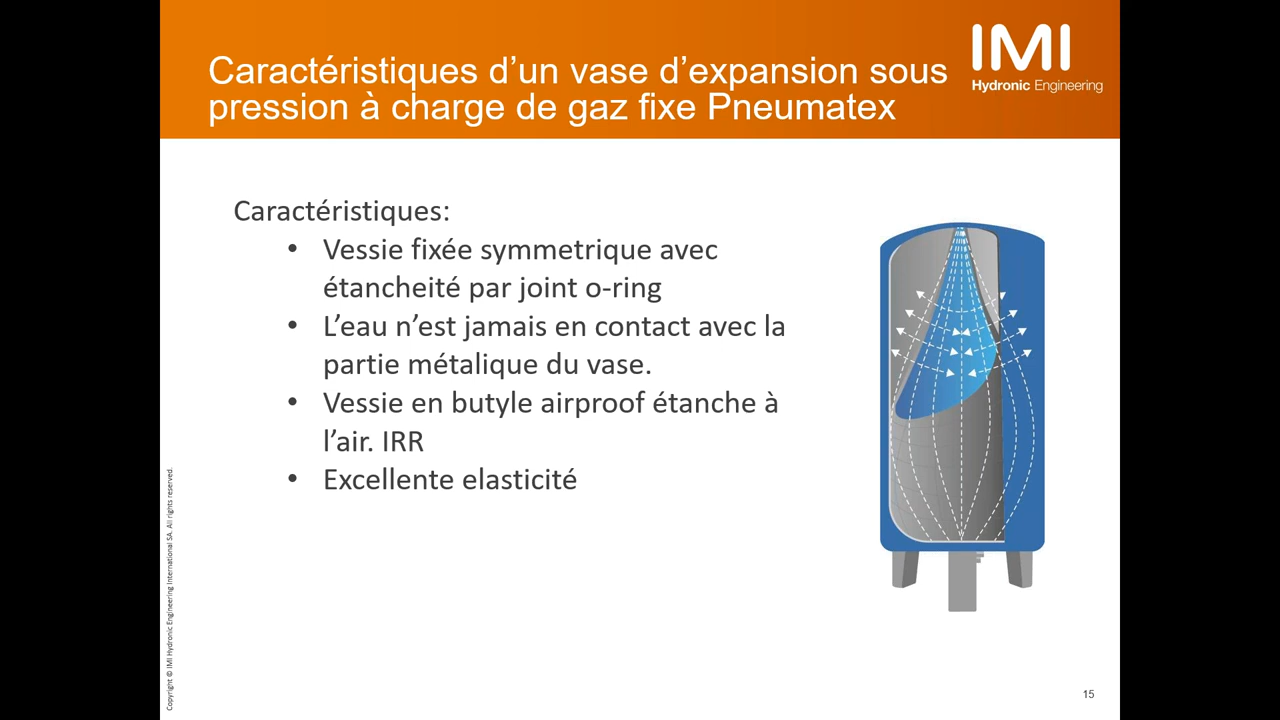 Caractéristiques d’un vase d’expansion sous
pression à charge de gaz fixe Pneumatex
IMI
Hydronic Engineering
Caractéristiques:
• Vessie fixée symmetrique avec
étancheité par joint o-ring
• L’eau n’est jamais en contact avec la
partie métalique du vase.
• Vessie en butyle airproof étanche à
l’air. IRR
• Excellente elasticité
Copyright © IMI Hydronic Engineering International SA. All rights reserved.
15